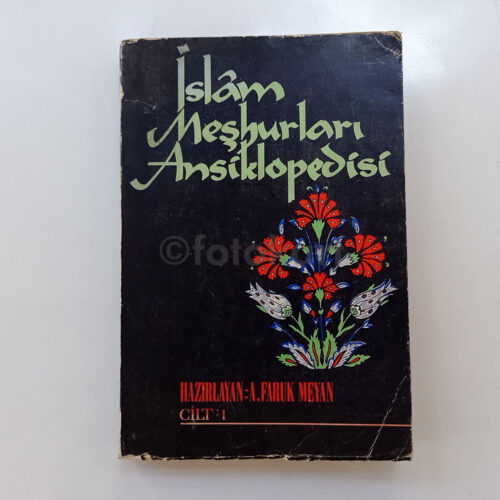 İslâm
Meşhurları
Ansiklopedisi
HAZIRLAYAN:A.FARUK MEYAN
CİLT:1